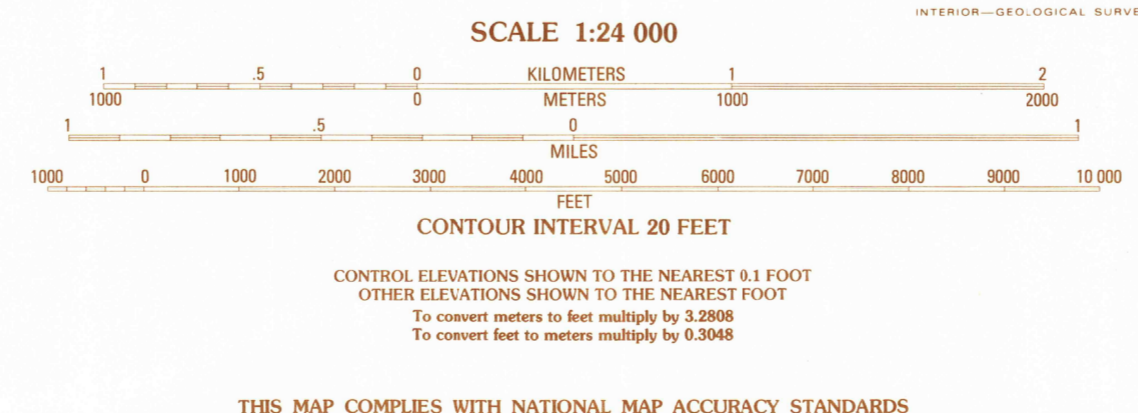 INTERIOR—GEOLOGICAL SURVE
SCALE 1:24 000
1 .5 0 KILOMETERS 1 2
1000 0 METERS 1000 2000
1 .5 0 1
MILES
1000 0 1000 2000 3000 4000 5000 6000 7000 8000 9000 10 000
FEET
CONTOUR INTERVAL 20 FEET
CONTROL ELEVATIONS SHOWN TO THE NEAREST 0.1 FOOT
OTHER ELEVATIONS SHOWN TO THE NEAREST FOOT
To convert meters to feet multiply by 3.2808
To convert feet to meters multiply by 0.3048
THIS MAP COMPLIES WITH NATIONAL MAP ACCURACY STANDARDS